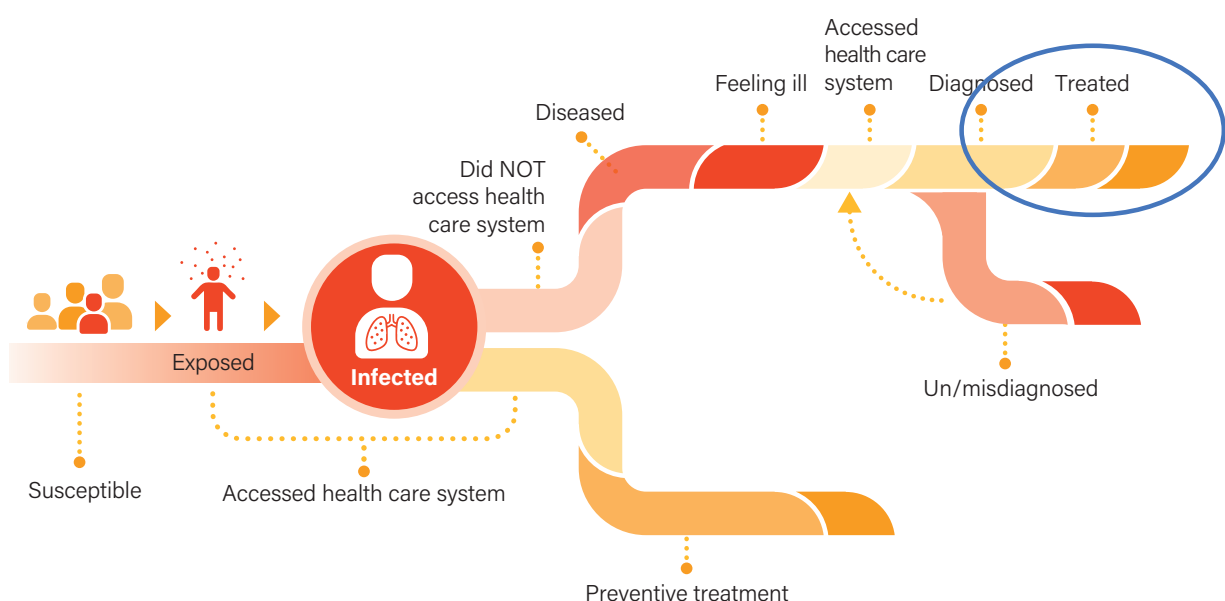 Accessed
health care
system
Feeling ill
Diagnosed
Treated
Diseased
Did NOT
access health
care system
Exposed
Infected
Un/misdiagnosed
Susceptible
Accessed health care system
Preventive treatment